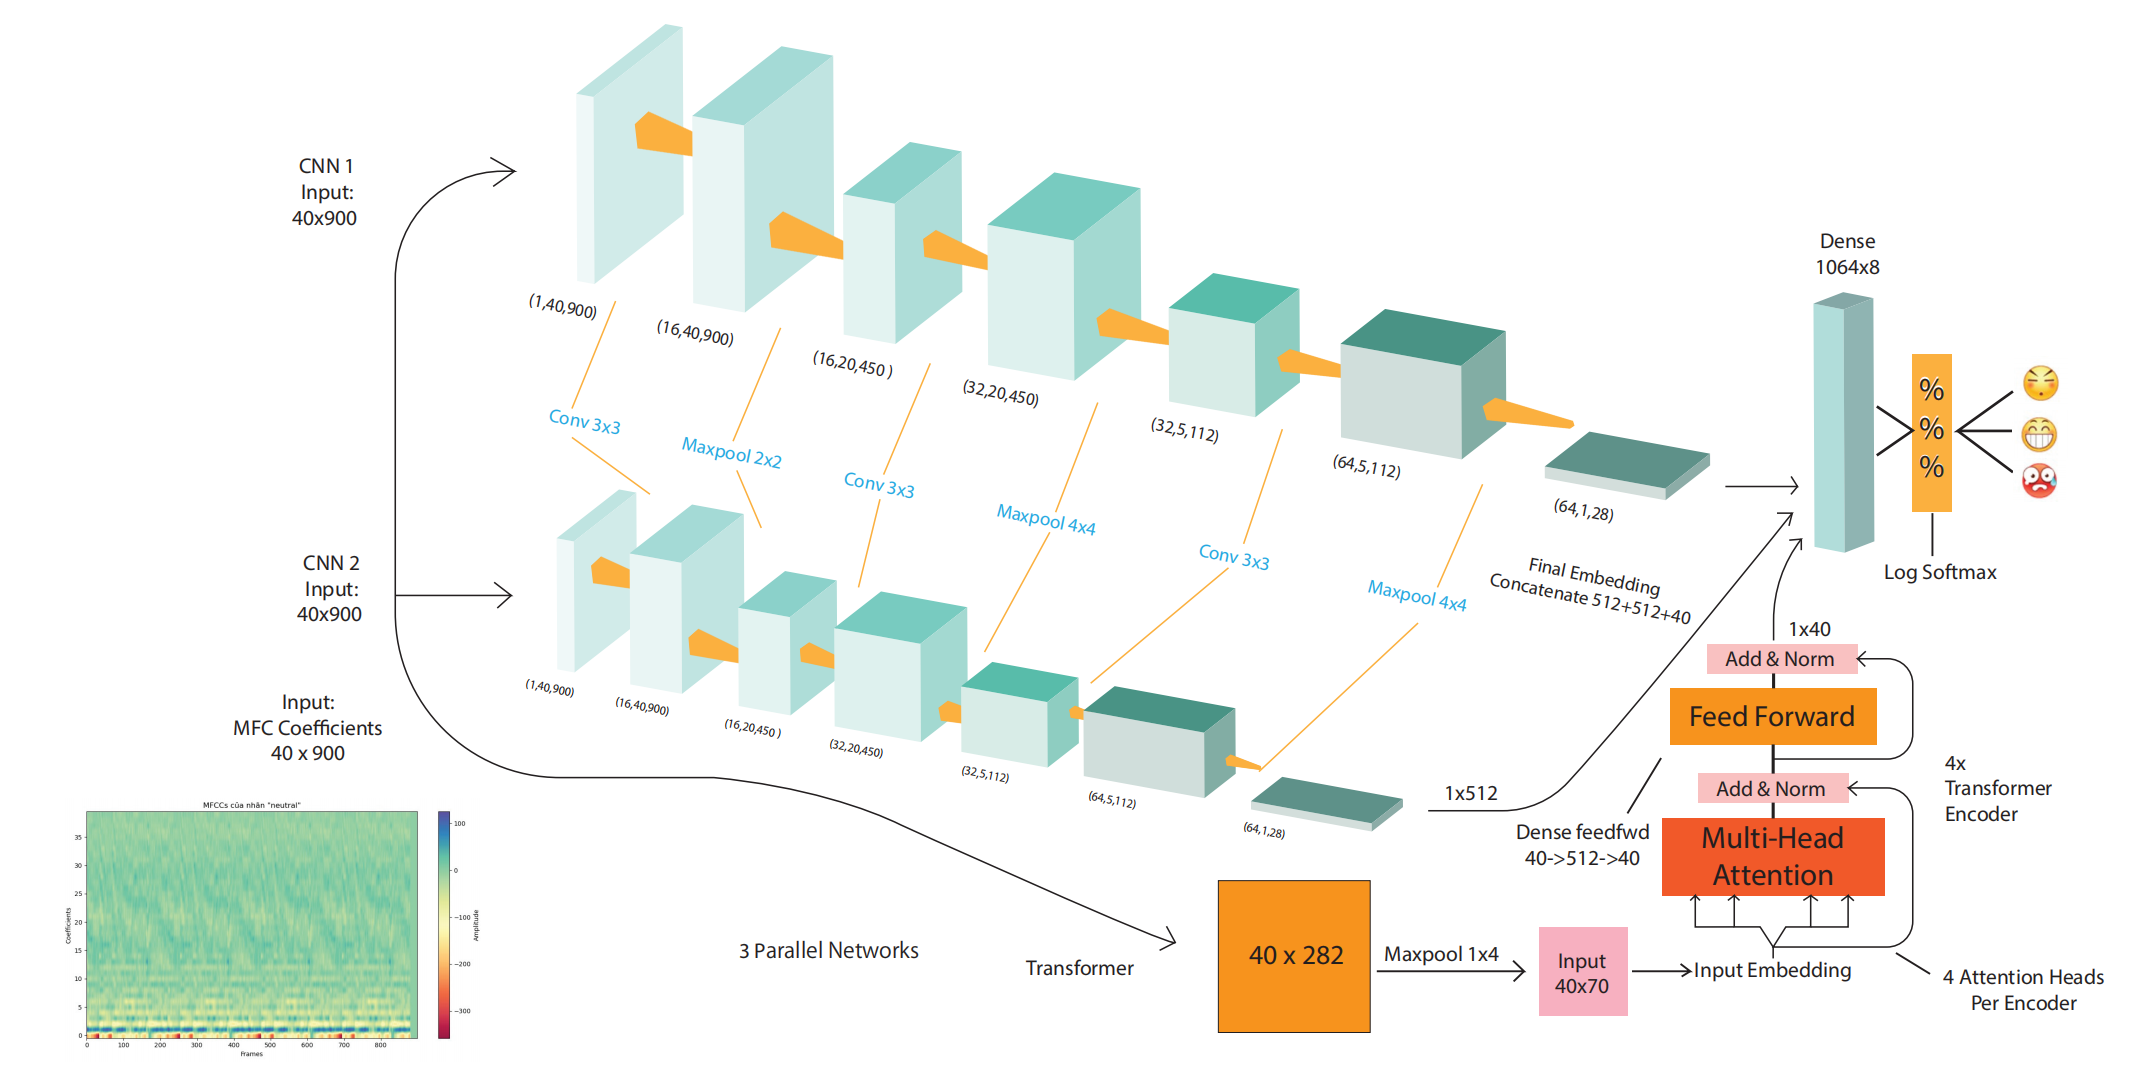 CNN 1
Input:
40x900
(1,40,900)
(16,40,900)
(16,20,450 )
(32,20,450)
(32,5,112)
(64,5,112)
(64,1,28)
Conv 3x3
Maxpool 2x2
Conv 3x3
Maxpool 4x4
Conv 3x3
Maxpool 4x4
CNN 2
Input:
40x900
(1,40,900)
(16,40,900)
(16,20,450 )
(32,20,450)
(32,5,112)
(64,5,112)
(64,1,28)
Final Embedding
Concatenate 512+512+40
1x512
Dense
1064x8
%
%
%
Log Softmax
1x40
Add & Norm
Feed Forward
Add & Norm
Multi-Head
Attention
4x
Transformer
Encoder
Dense feedfwd
40->512->40
Input:
MFC Coefficients
40 x 900
MFCCs của nhãn "neutral"
Coefficients
35
30
25
20
15
10
5
0
0
100
200
300
400
500
600
700
800
Frames
100
0
−100
−200
−300
Amplitude
3 Parallel Networks
Transformer
40 x 282
Maxpool 1x4
Input
40x70
Input Embedding
4 Attention Heads
Per Encoder